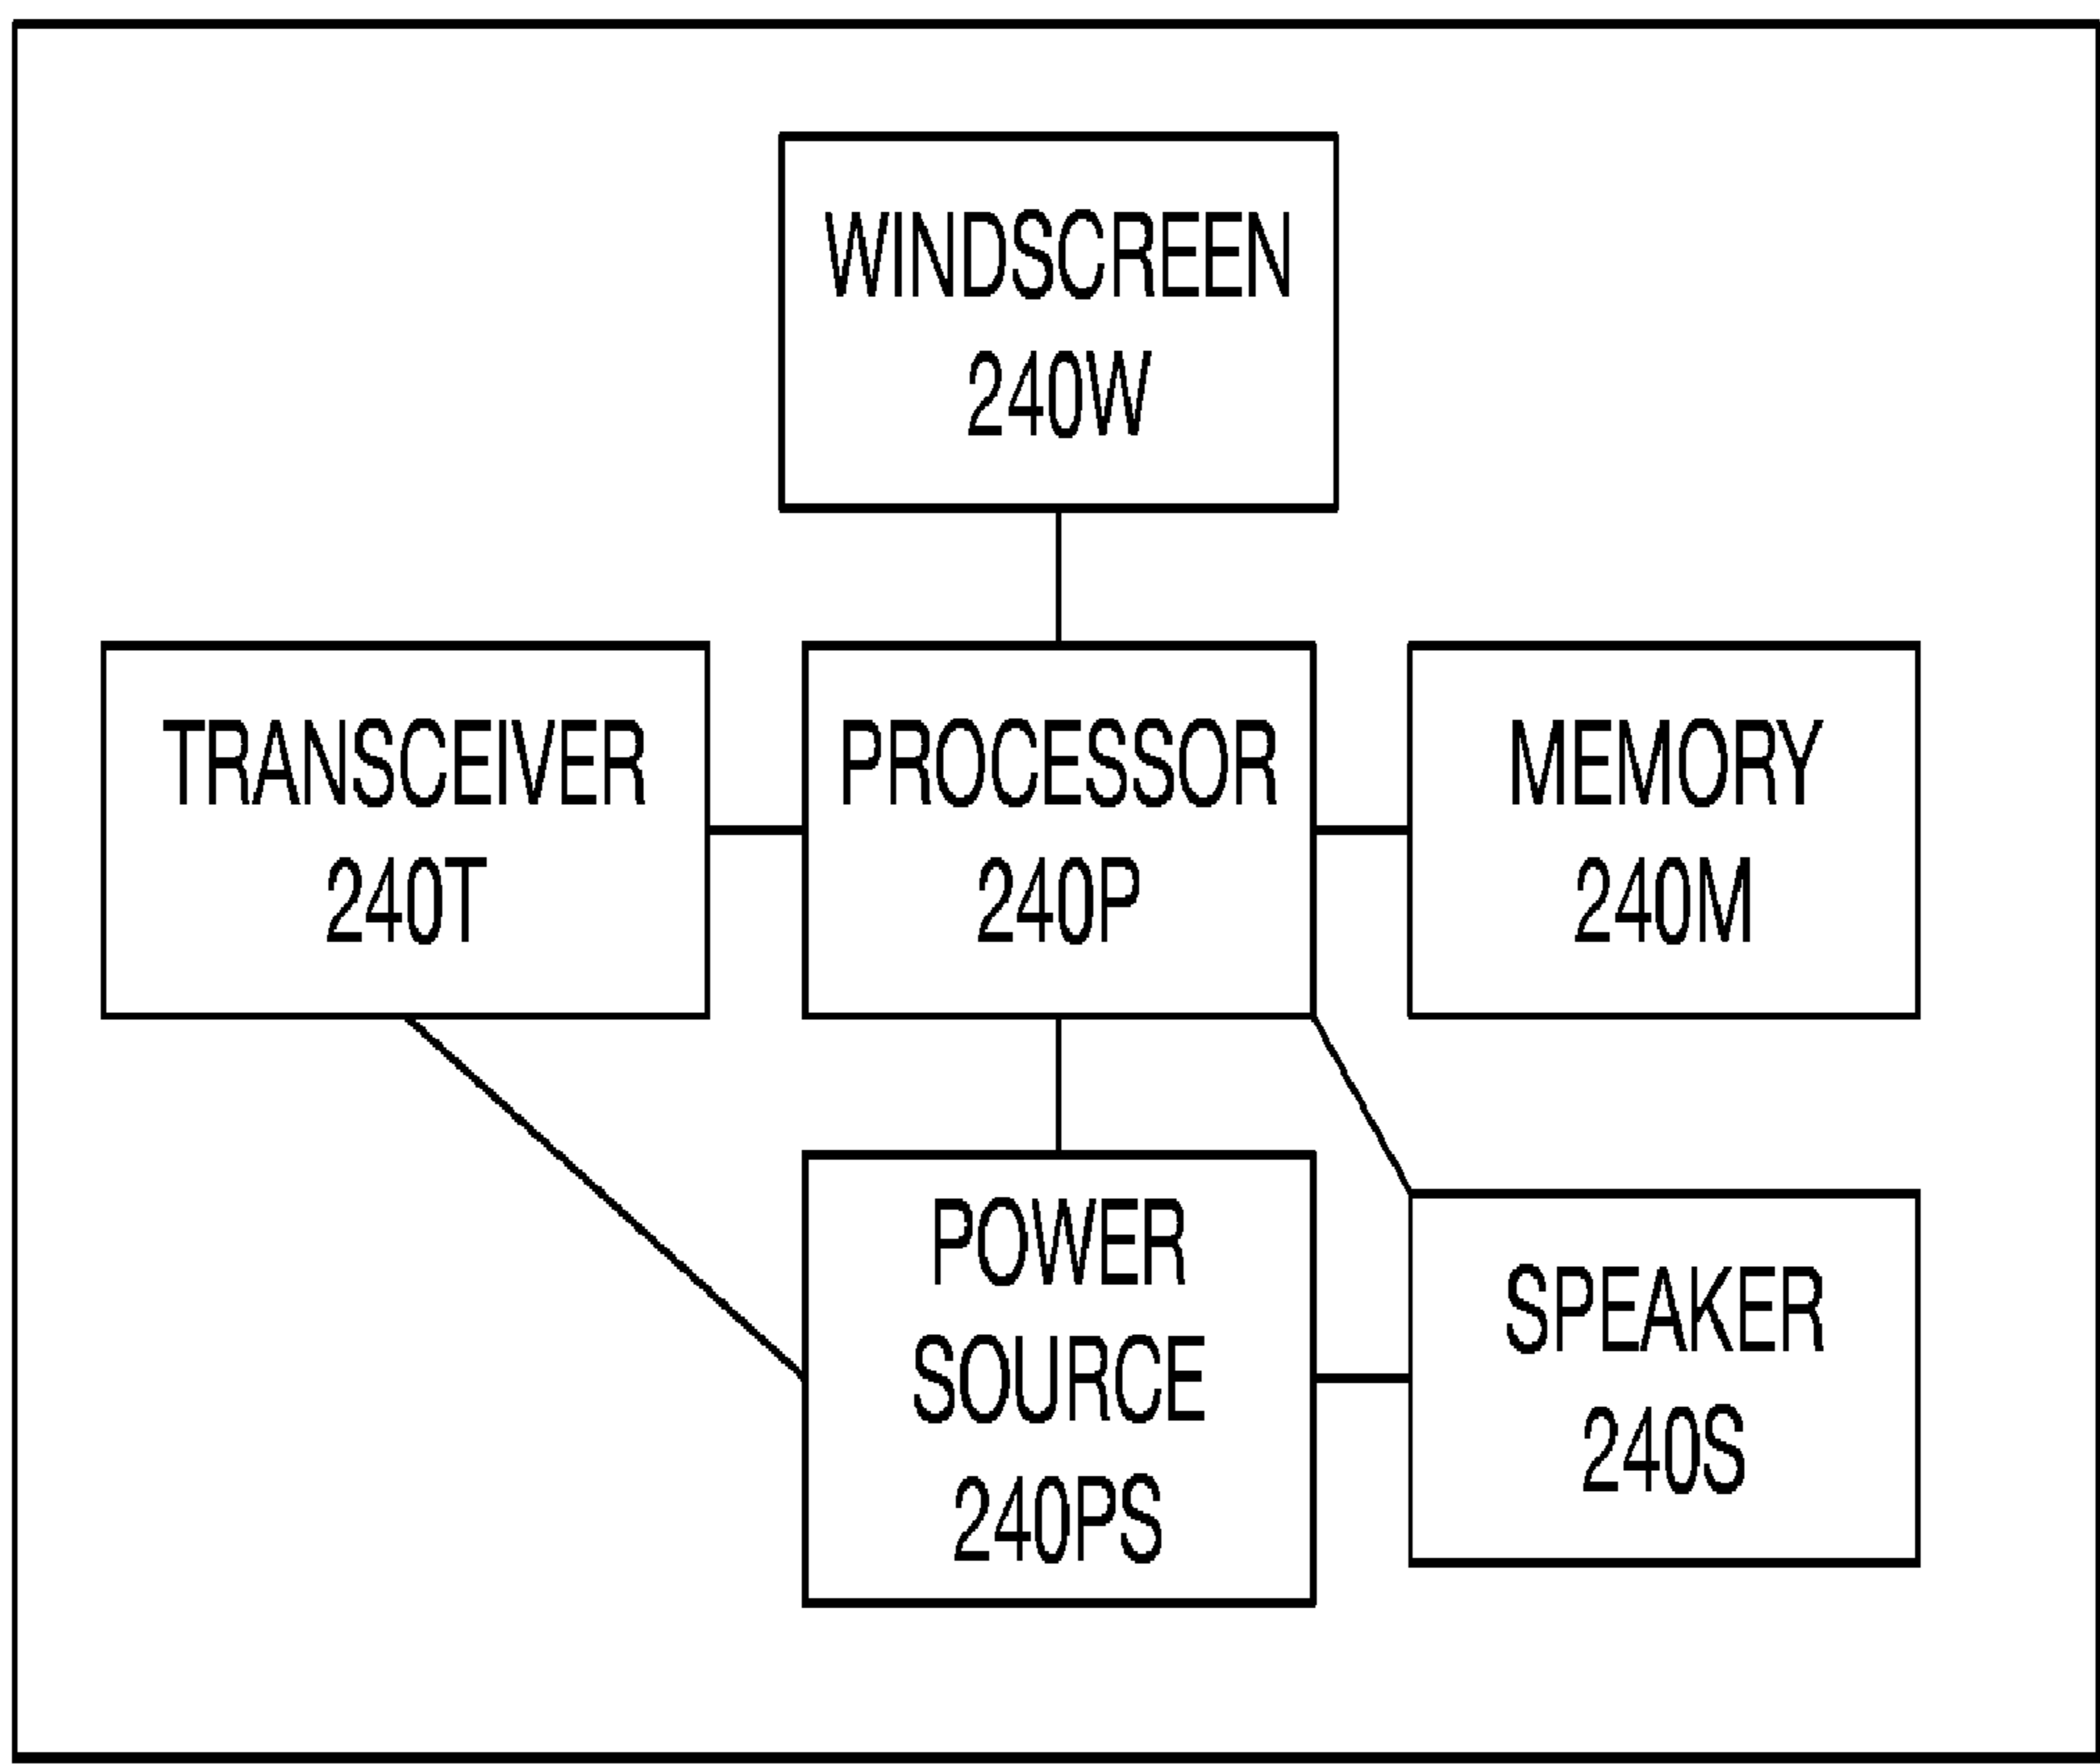 WINDSCREEN
240W
TRANSCEIVER
240T
PROCESSOR
240P
MEMORY
240M
POWER
SOURCE
240PS
SPEAKER
240S